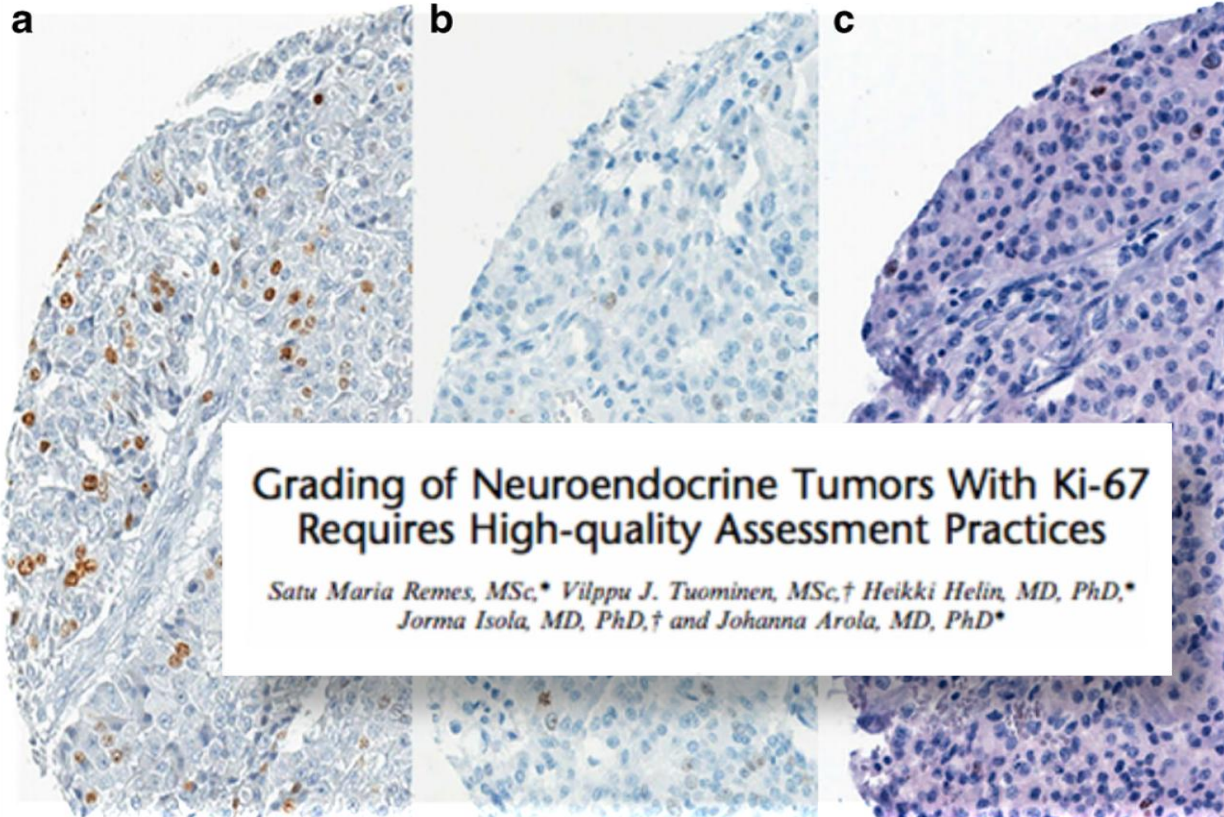 a b c
Grading of Neuroendocrine Tumors With Ki-67
Requires High-quality Assessment Practices
Satu Maria Remes, MSc,* Vilppu J. Tuominen, MSc,† Heikki Helin, MD, PhD,*
Jorma Isola, MD, PhD,† and Johanna Arola, MD, PhD*